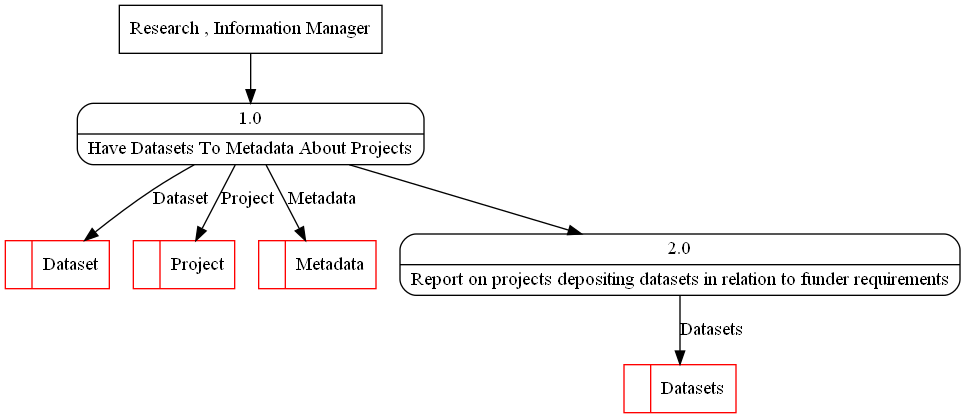 Research , Information Manager
1.0
Have Datasets To Metadata About Projects
Dataset
Project
Metadata
Dataset
Project
Metadata
2.0
Report on projects depositing datasets in relation to funder requirements
Datasets
Datasets